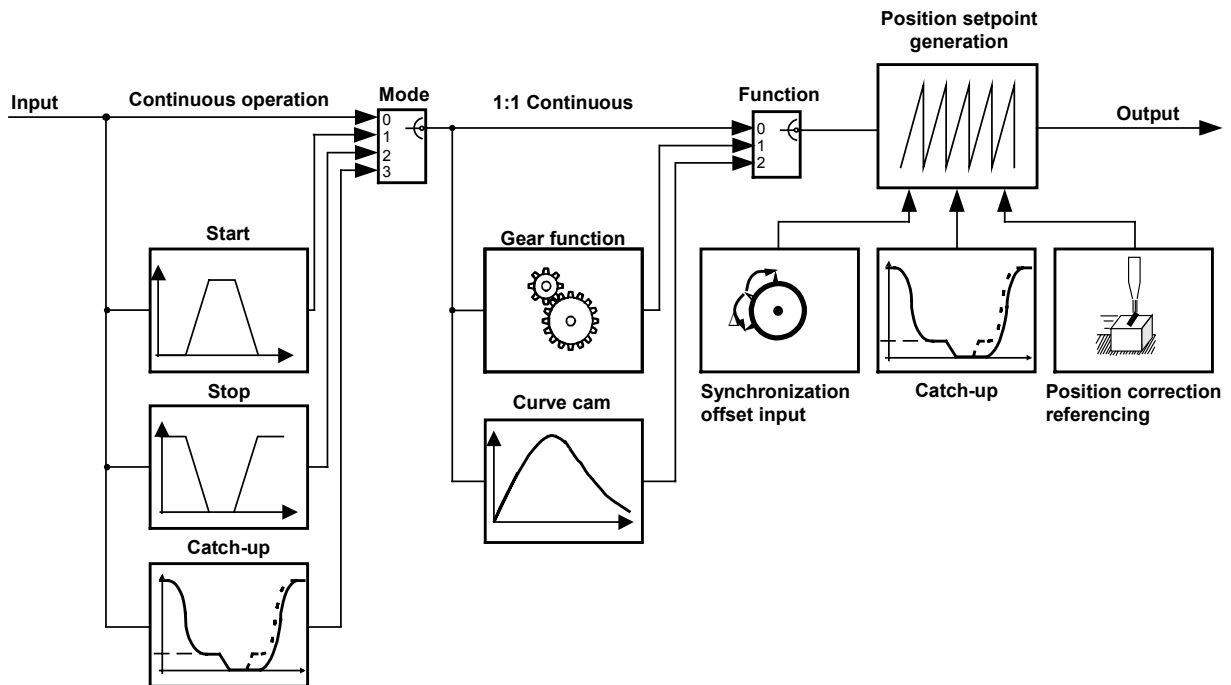 Position setpoint
generation
Input
Continuous operation
Mode
1:1 Continuous
Function
Output
0
1
2
3
0
1
2
Start
Gear function
Stop
Curve cam
Synchronization
offset input
Catch-up
Position correction
referencing
Catch-up